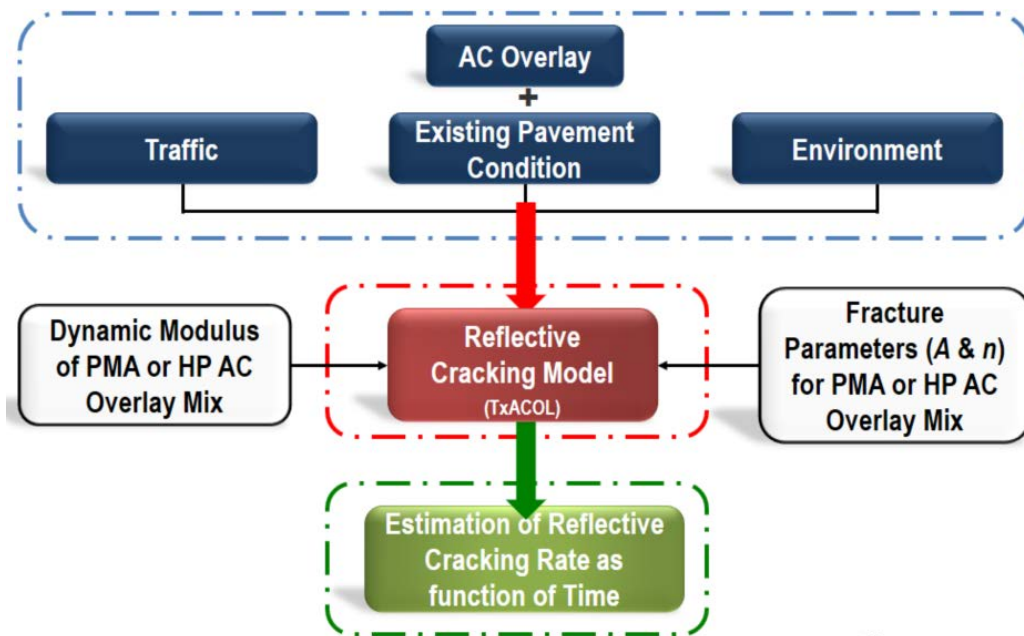 AC Overlay
+
Traffic
Existing Pavement
Condition
Environment
Dynamic Modulus
of PMA or HP AC
Overlay Mix
Reflective
Cracking Model
(TxACOL)
Fracture
Parameters (A & n)
for PMA or HP AC
Overlay Mix
Estimation of Reflective
Cracking Rate as
function of Time